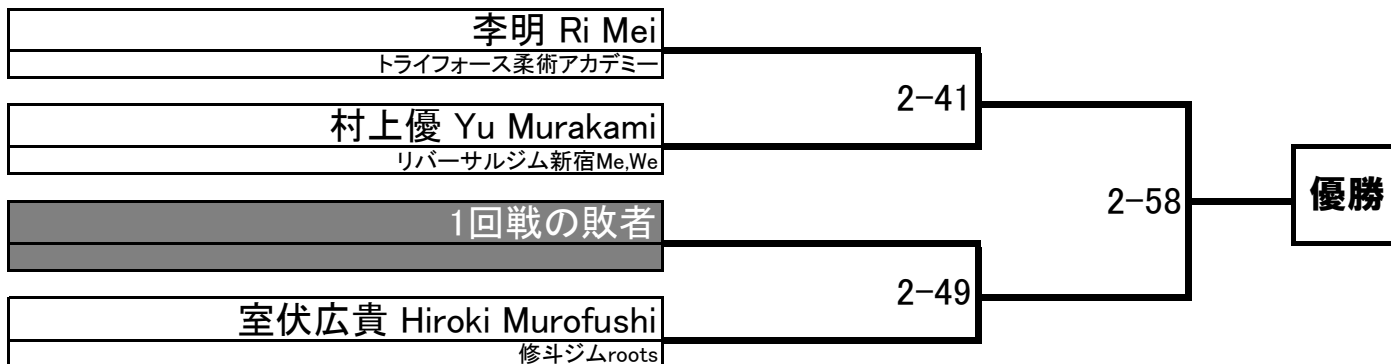 李明 Ri Mei
トライフォース柔術アカデミー
2-41
村上優 Yu Murakami
リバーサルジム新宿Me,We
2-58
優勝
1回戦の敗者
2-49
室伏広貴 Hiroki Murofushi
修斗ジムroots